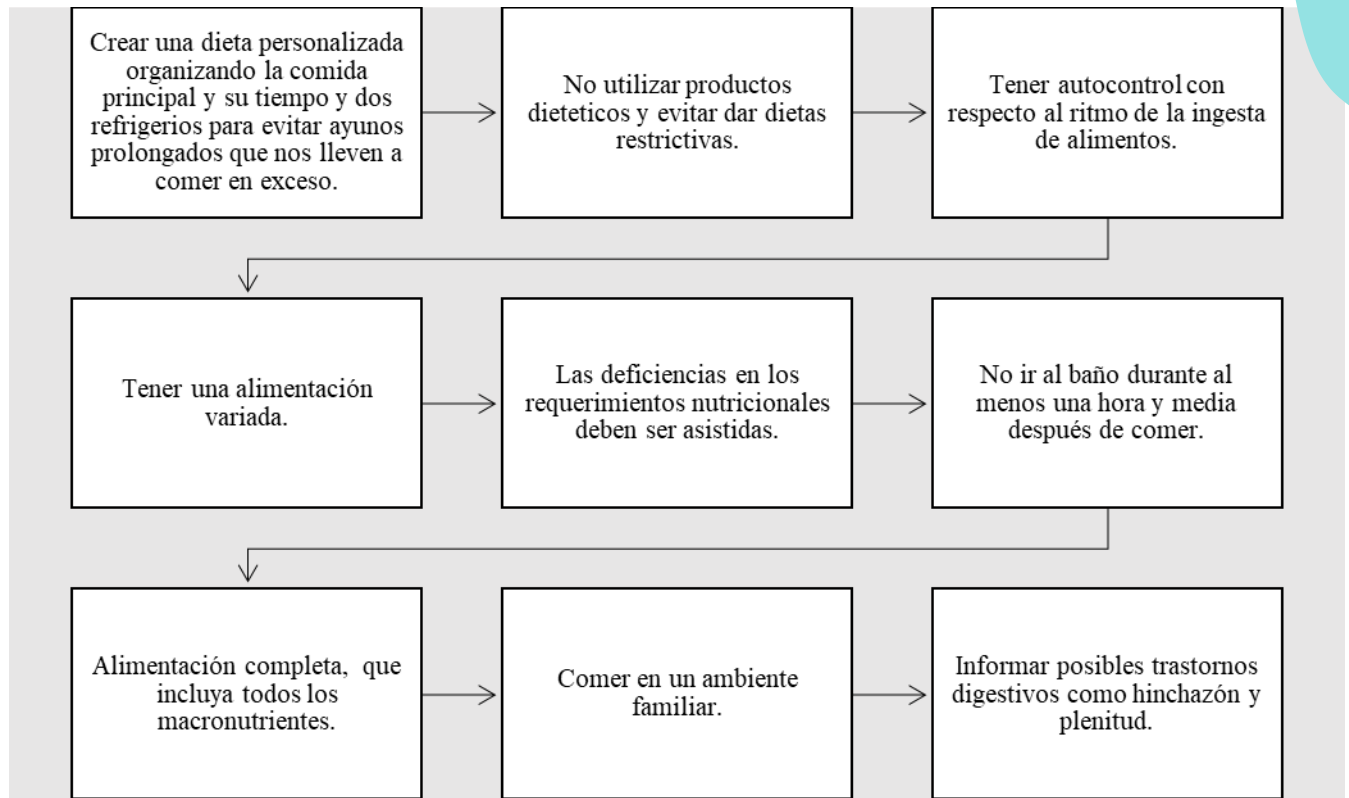 Crear una dieta personalizada
organizando la comida
principal y su tiempo y dos
refrigerios para evitar ayunos
prolongados que nos lleven a
comer en exceso.
No utilizar productos
dieteticos y evitar dar dietas
restrictivas.
Tener autocontrol con
respecto al ritmo de la ingesta
de alimentos.
Tener una alimentación
variada.
Las deficiencias en los
requerimientos nutricionales
deben ser asistidas.
No ir al baño durante al
menos una hora y media
después de comer.
Alimentación completa, que
incluya todos los
macronutrientes.
Comer en un ambiente
familiar.
Informar posibles trastornos
digestivos como hinchazón y
plenitud.